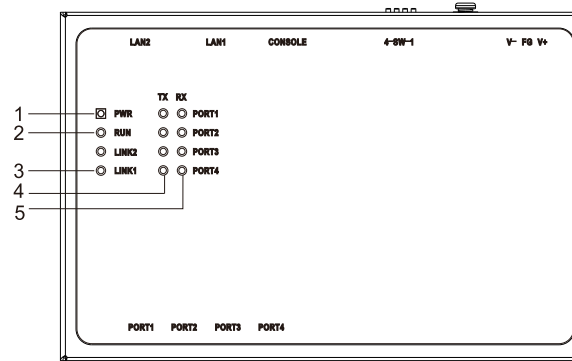 LAN2 LAN1 CONSOLE 4-SW-1 V- FG V+
TX RX
1 PWR PORT1
2 RUN PORT2
LINK2 PORT3
3 LINK1 PORT4
4
5
PORT1 PORT2 PORT3 PORT4